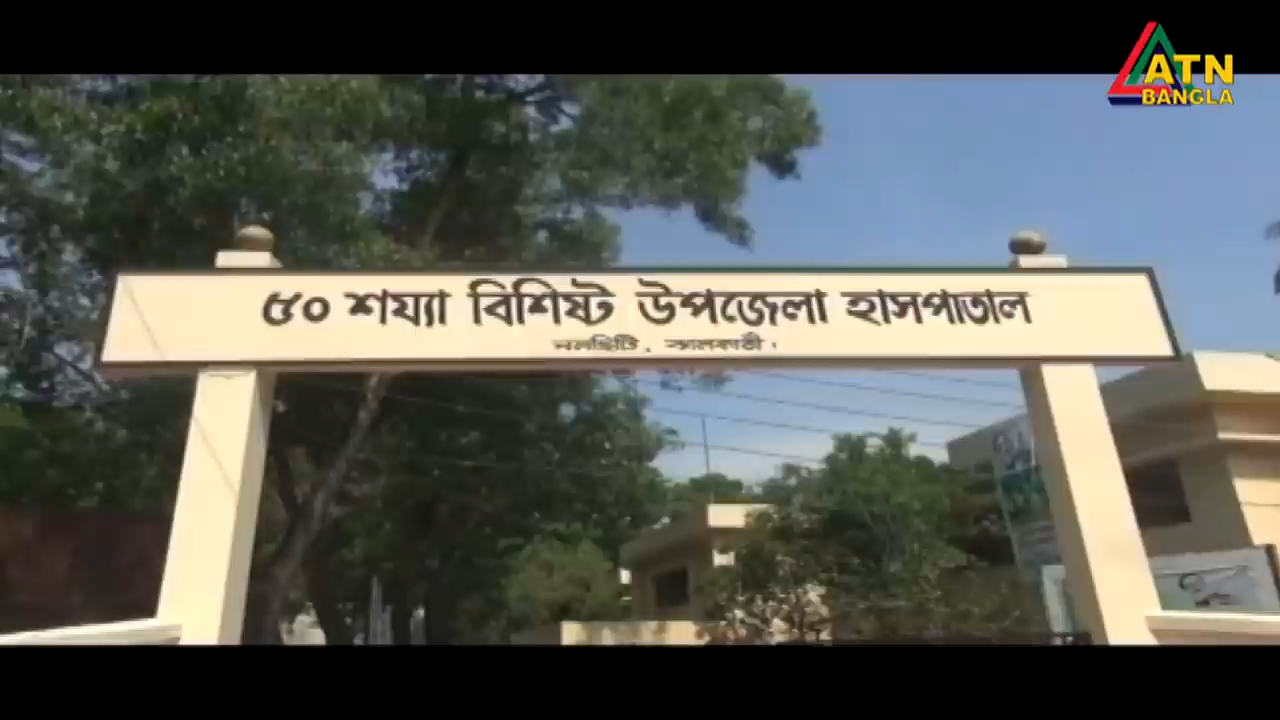 ATN
BANGLA
৫০ শয্যা বিশিষ্ট উপজেলা হাসপাতাল
নলছিটি, ঝালকাঠী।